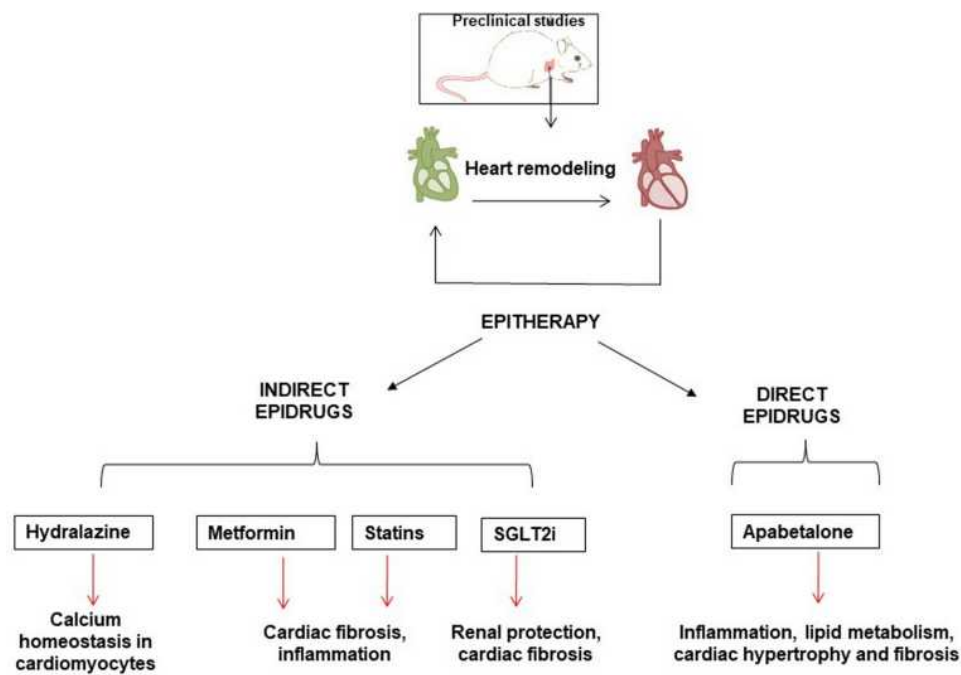 Preclinical studies
Heart remodeling
EPITHERAPY
INDIRECT
EPIDRUGS
DIRECT
EPIDRUGS
Hydralazine
Metformin
Statins
SGLT2i
Apabetalone
Calcium
homeostasis in
cardiomyocytes
Cardiac fibrosis,
inflammation
Renal protection,
cardiac fibrosis
Inflammation, lipid metabolism,
cardiac hypertrophy and fibrosis